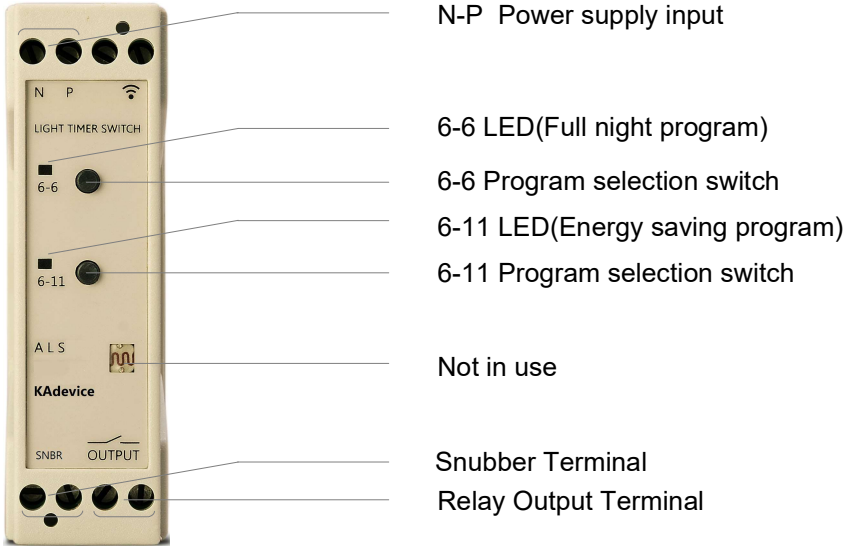 N-P Power supply input
N P
LIGHT TIMER SWITCH
6-6 LED(Full night program)
6-6
6-6 Program selection switch
6-11 LED(Energy saving program)
6-11
6-11 Program selection switch
A L S
Not in use
KAdevice
SNBR OUTPUT
Snubber Terminal
Relay Output Terminal